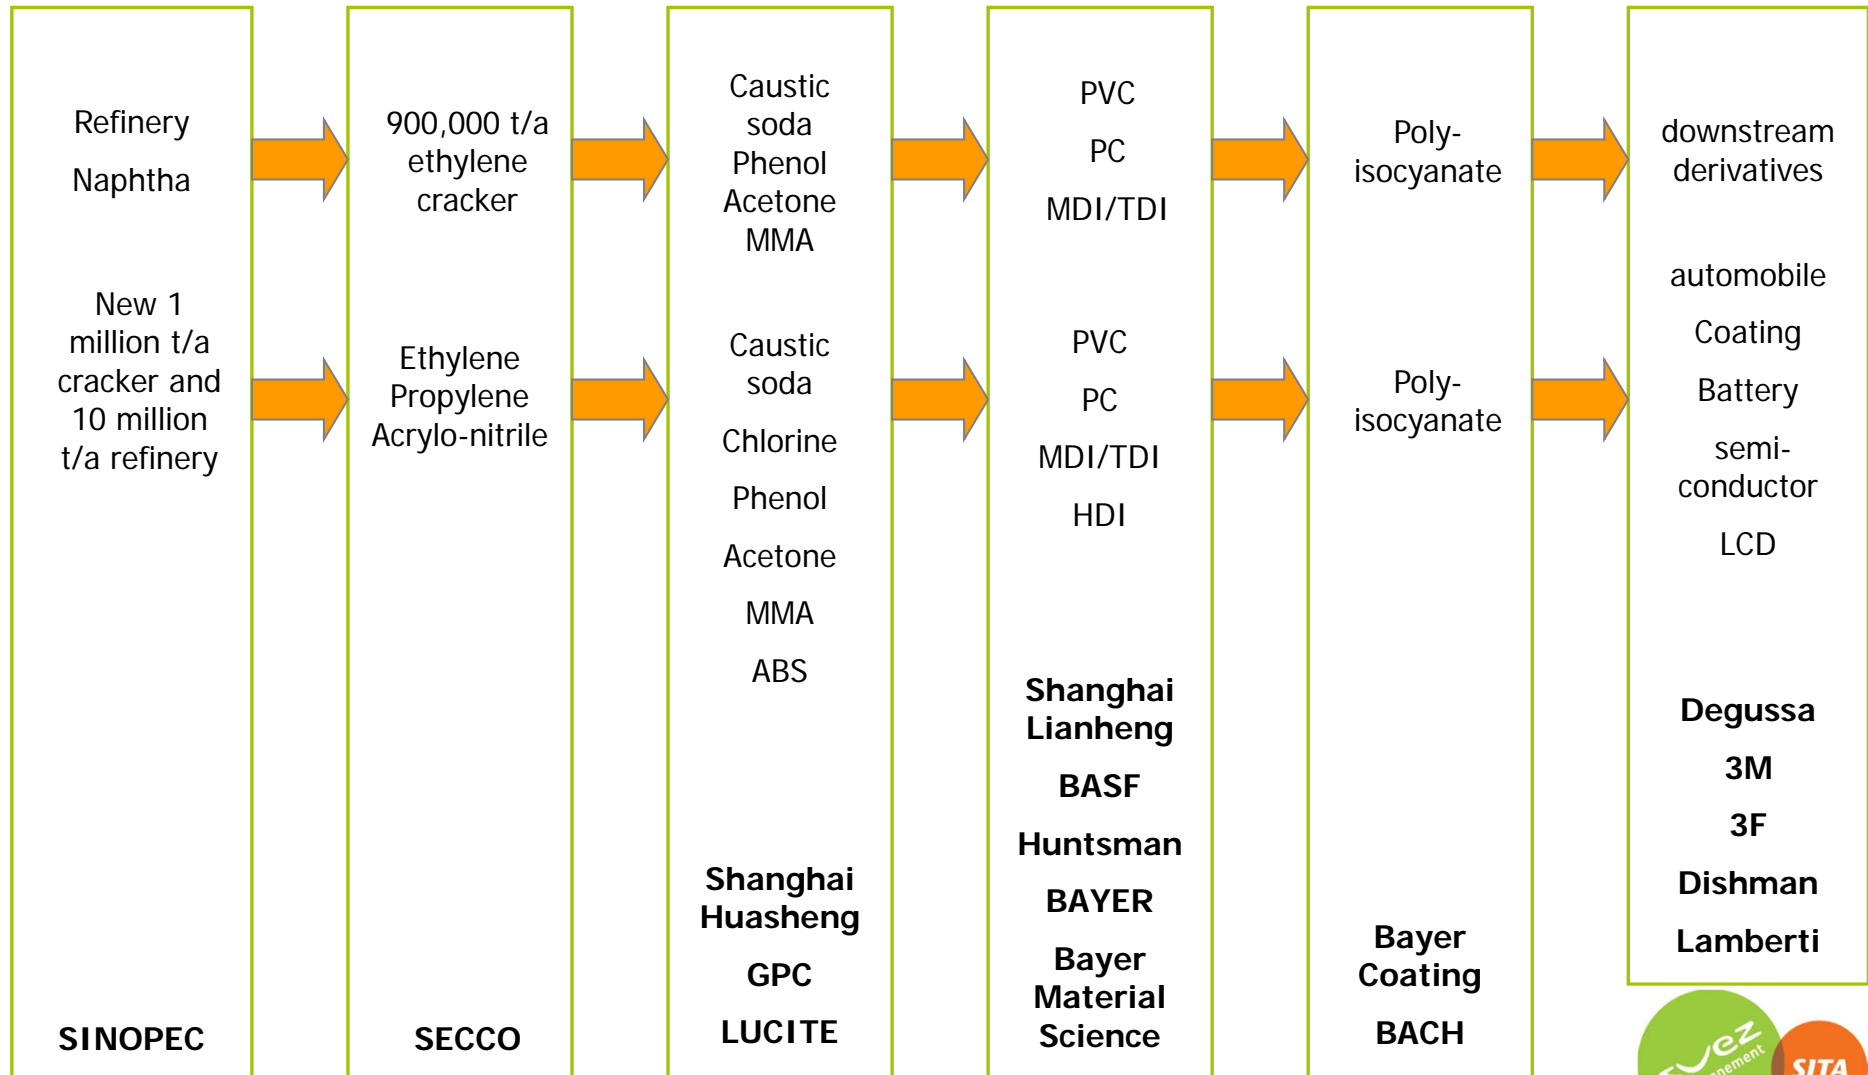 Refinery
Naphtha
New 1
million t/a
cracker and
10 million
t/a refinery
SINOPEC
900,000 t/a
ethylene
cracker
Ethylene
Propylene
Acrylo-nitrile
SECCO
Caustic
soda
Phenol
Acetone
MMA
Caustic
soda
Chlorine
Phenol
Acetone
MMA
ABS
Shanghai
Huasheng
GPC
LUCITE
PVC
PC
MDI/TDI
PVC
PC
MDI/TDI
HDI
Shanghai
Lianheng
BASF
Huntsman
BAYER
Bayer
Material
Science
Poly-
isocyanate
Poly-
isocyanate
Bayer
Coating
BACH
downstream
derivatives
automobile
Coating
Battery
semi-
conductor
LCD
Degussa
3M
3F
Dishman
Lamberti
SITA